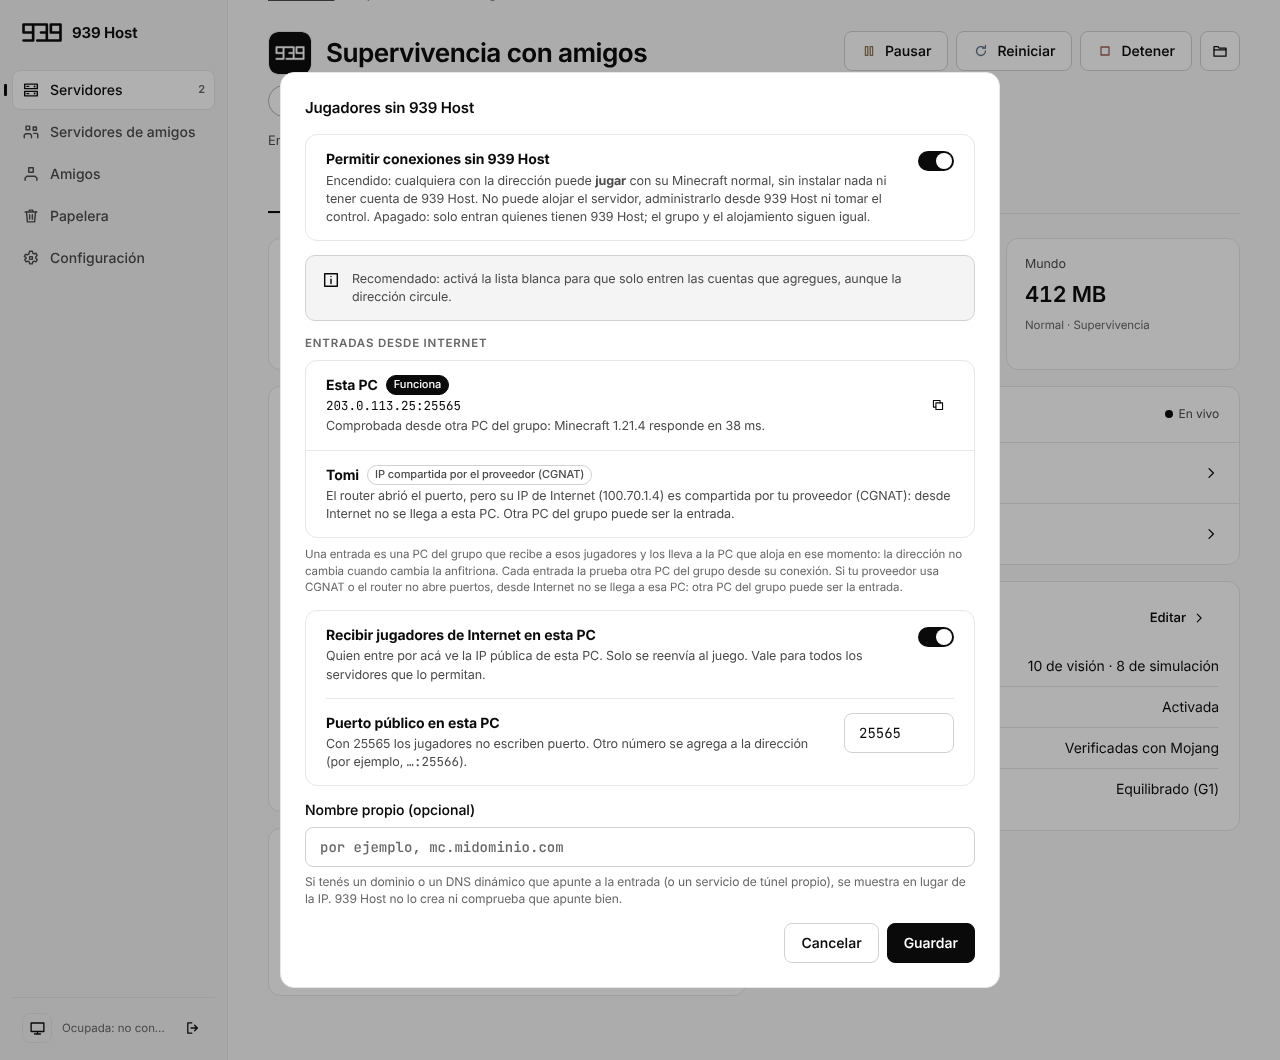 939 939 Host
Servidores 2
Servidores de amigos
Amigos
Papelera
Configuración
Ocupada: no con...
939 Supervivencia con amigos
Pausar
Reiniciar
Detener
Jugadores sin 939 Host
Permitir conexiones sin 939 Host
Encendido: cualquiera con la dirección puede jugar con su Minecraft normal, sin instalar nada ni
tener cuenta de 939 Host. No puede alojar el servidor, administrarlo desde 939 Host ni tomar el
control. Apagado: solo entran quienes tienen 939 Host; el grupo y el alojamiento siguen igual.
Recomendado: activá la lista blanca para que solo entren las cuentas que agregues, aunque la
dirección circule.
ENTRADAS DESDE INTERNET
Esta PC Funciona
203.0.113.25:25565
Comprobada desde otra PC del grupo: Minecraft 1.21.4 responde en 38 ms.
Tomi IP compartida por el proveedor (CGNAT)
El router abrió el puerto, pero su IP de Internet (100.70.1.4) es compartida por tu proveedor (CGNAT): desde
Internet no se llega a esta PC. Otra PC del grupo puede ser la entrada.
Una entrada es una PC del grupo que recibe a esos jugadores y los lleva a la PC que aloja en ese momento: la dirección no
cambia cuando cambia la anfitriona. Cada entrada la prueba otra PC del grupo desde su conexión. Si tu proveedor usa
CGNAT o el router no abre puertos, desde Internet no se llega a esa PC: otra PC del grupo puede ser la entrada.
Recibir jugadores de Internet en esta PC
Quien entre por acá ve la IP pública de esta PC. Solo se reenvía al juego. Vale para todos los
servidores que lo permitan.
Puerto público en esta PC
Con 25565 los jugadores no escriben puerto. Otro número se agrega a la dirección
(por ejemplo, …:25566).
25565
Nombre propio (opcional)
por ejemplo, mc.midominio.com
Si tenés un dominio o un DNS dinámico que apunte a la entrada (o un servicio de túnel propio), se muestra en lugar de
la IP. 939 Host no lo crea ni comprueba que apunte bien.
Cancelar
Guardar
Mundo
412 MB
Normal · Supervivencia
En vivo
Editar
10 de visión · 8 de simulación
Activada
Verificadas con Mojang
Equilibrado (G1)